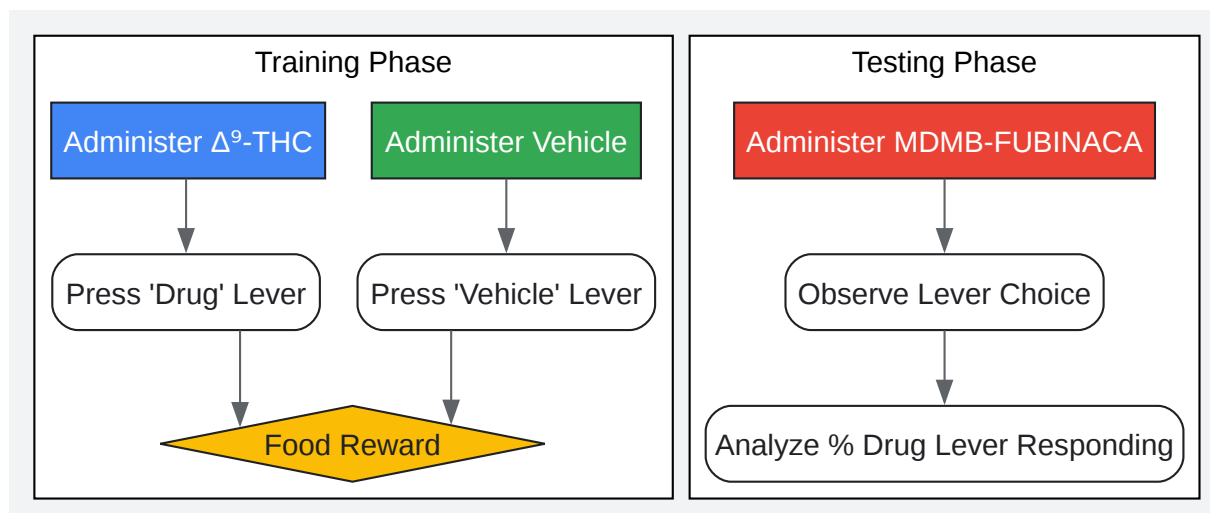 Training Phase
Administer Δ⁹-THC
Administer Vehicle
Press 'Drug' Lever
Press 'Vehicle' Lever
Food Reward
Testing Phase
Administer MDMB-FUBINACA
Observe Lever Choice
Analyze % Drug Lever Responding